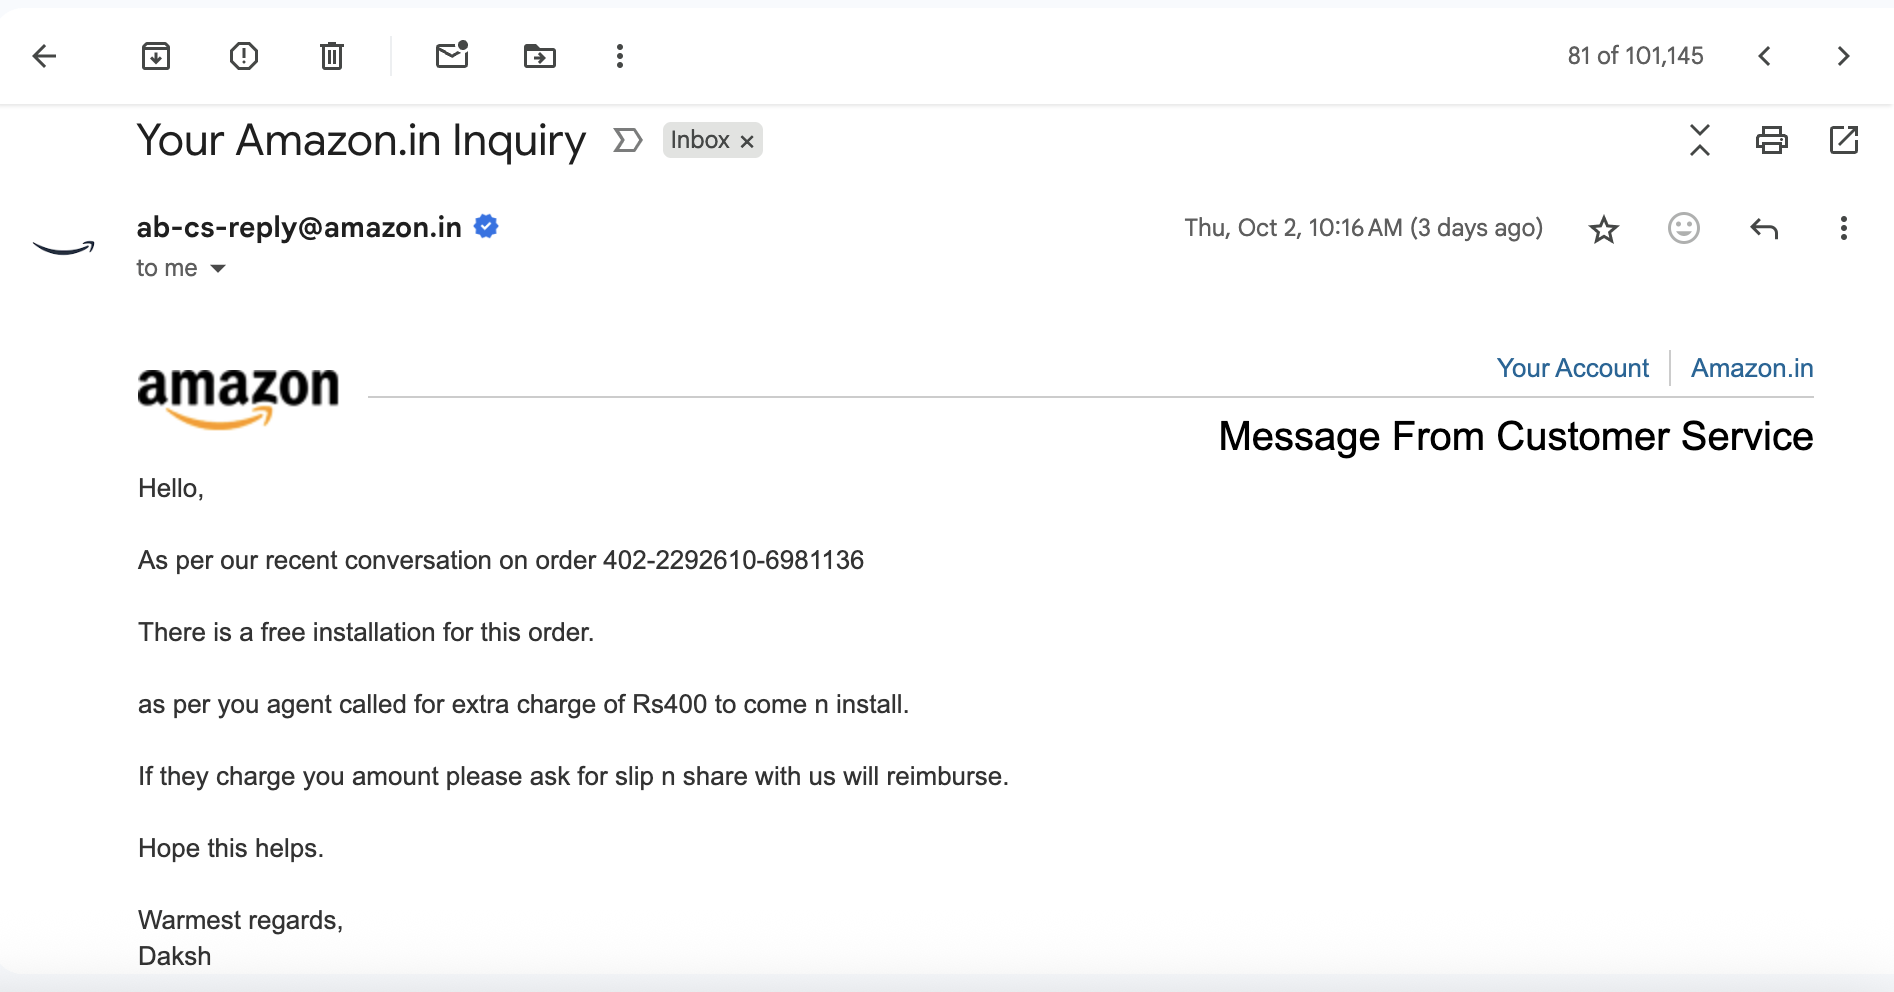 81 of 101,145
Your Amazon.in Inquiry Inbox ×
ab-cs-reply@amazon.in Thu, Oct 2, 10:16 AM (3 days ago)
to me
Your Account Amazon.in
amazon
Message From Customer Service
Hello,
As per our recent conversation on order 402-2292610-6981136
There is a free installation for this order.
as per you agent called for extra charge of Rs400 to come n install.
If they charge you amount please ask for slip n share with us will reimburse.
Hope this helps.
Warmest regards,
Daksh